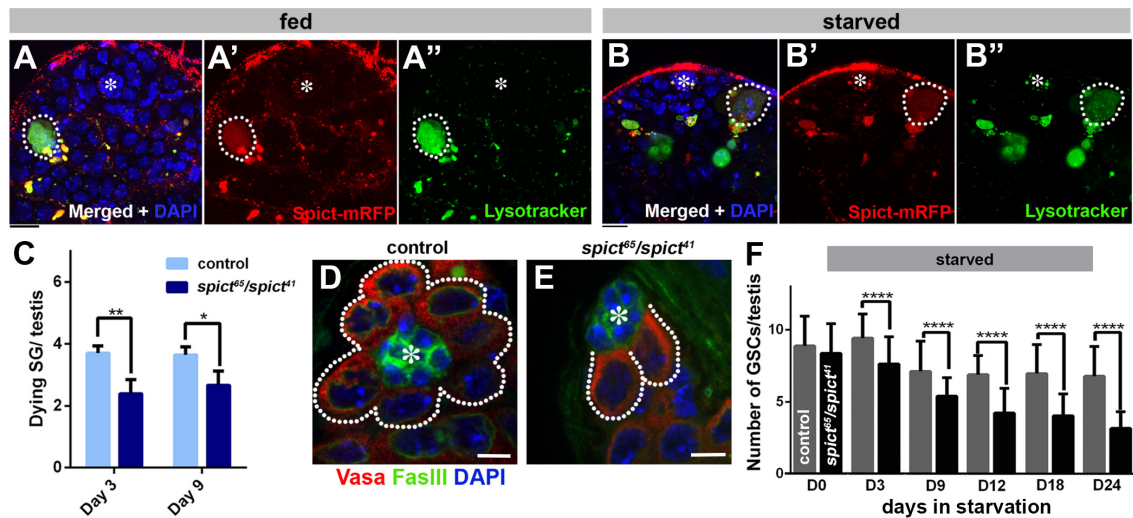 fed
starved
A
A’
A’’
B
B’
B’’
*
*
*
*
*
*
Merged + DAPI
Spict-mRFP
Lysotracker
Merged + DAPI
Spict-mRFP
Lysotracker
C
Dying SG/ testis
6
4
2
0
control
spict65/spict41
**
*
Day 3
Day 9
D
control
*
E
spict65/spict41
*
Vasa FasIII DAPI
F
starved
Number of GSCs/testis
10
5
0
control
spict65/spict41
****
****
****
****
****
D0 D3 D9 D12 D18 D24
days in starvation